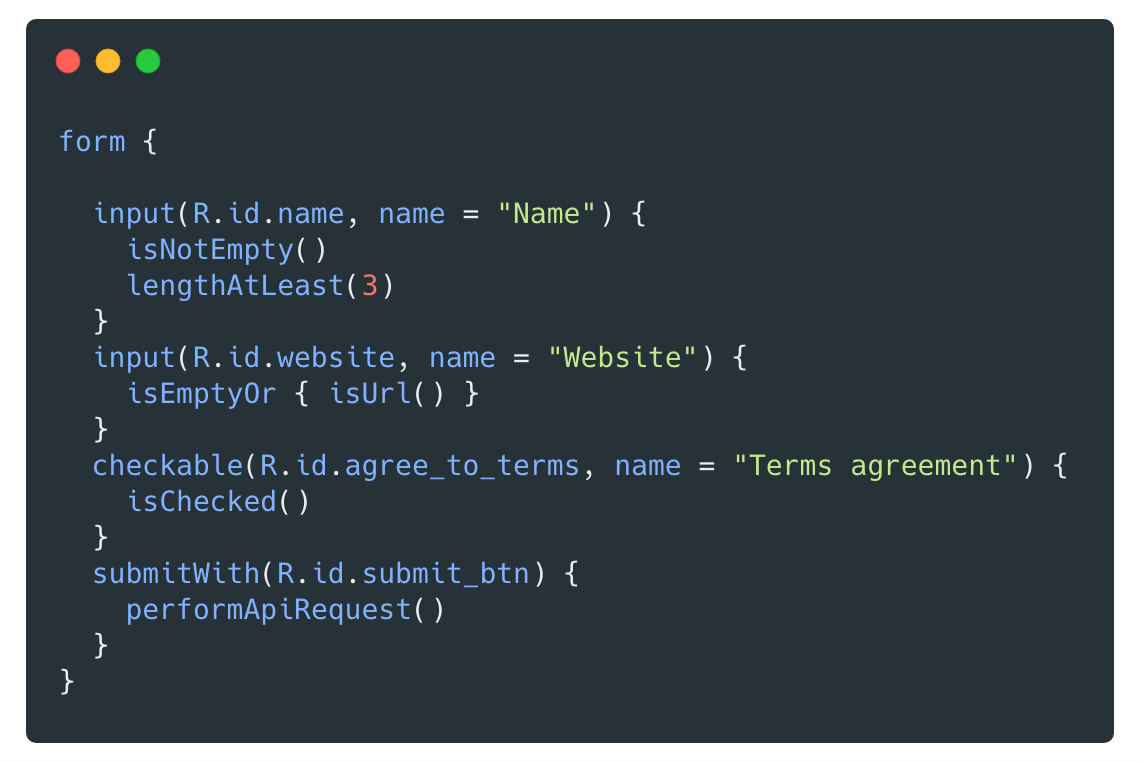 form {

  input(R.id.name, name = "Name") {
    isNotEmpty()
    lengthAtLeast(3)
  }
  input(R.id.website, name = "Website") {
    isEmptyOr { isUrl() }
  }
  checkable(R.id.agree_to_terms, name = "Terms agreement") {
    isChecked()
  }
  submitWith(R.id.submit_btn) {
    performApiRequest()
  }
}